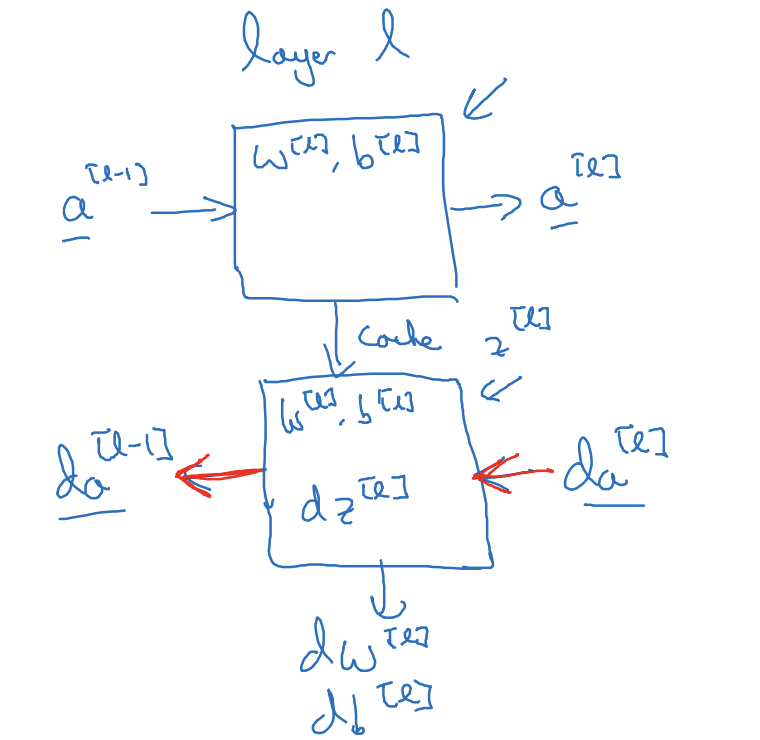 layer l
w[l], b[l]
a[l-1]
a[l]
cache z[l]
w[l], b[l]
da[l-1]
dz[l]
da[l]
dw[l]
db[l]